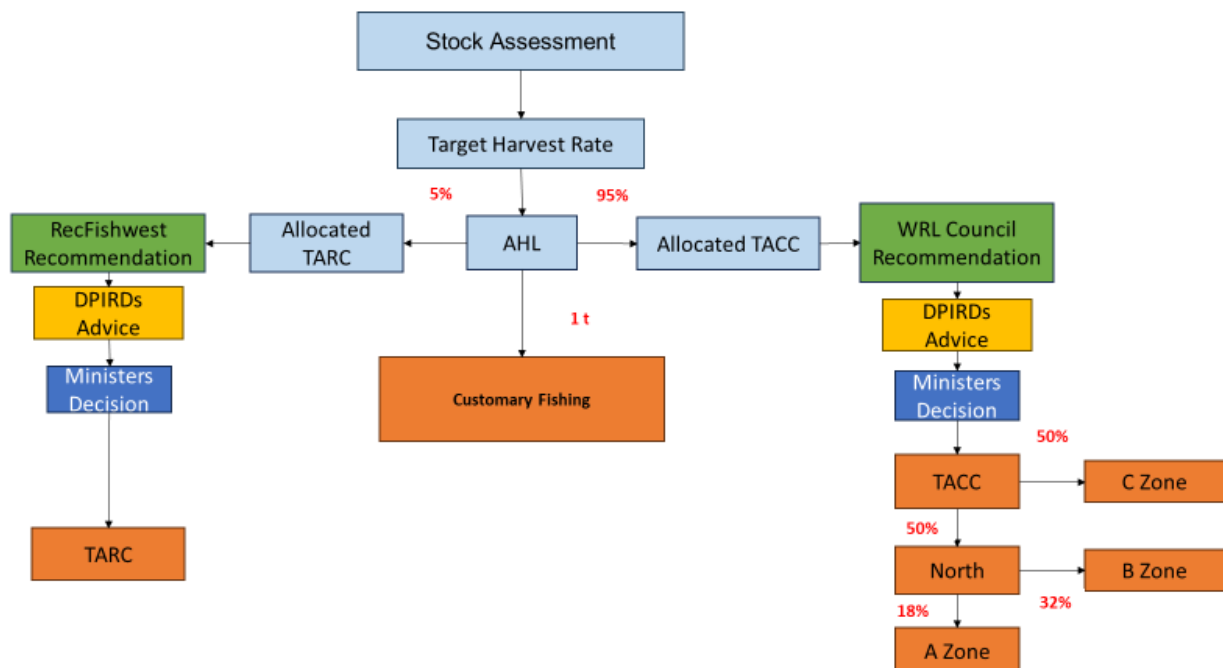 Stock Assessment
Target Harvest Rate
5%
95%
RecFishwest
Recommendation
Allocated
TARC
AHL
Allocated TACC
WRL Council
Recommendation
DPIRDs
Advice
1 t
DPIRDs
Advice
Ministers
Decision
Customary Fishing
Ministers
Decision
50%
TACC
C Zone
50%
TARC
North
B Zone
18%
32%
A Zone